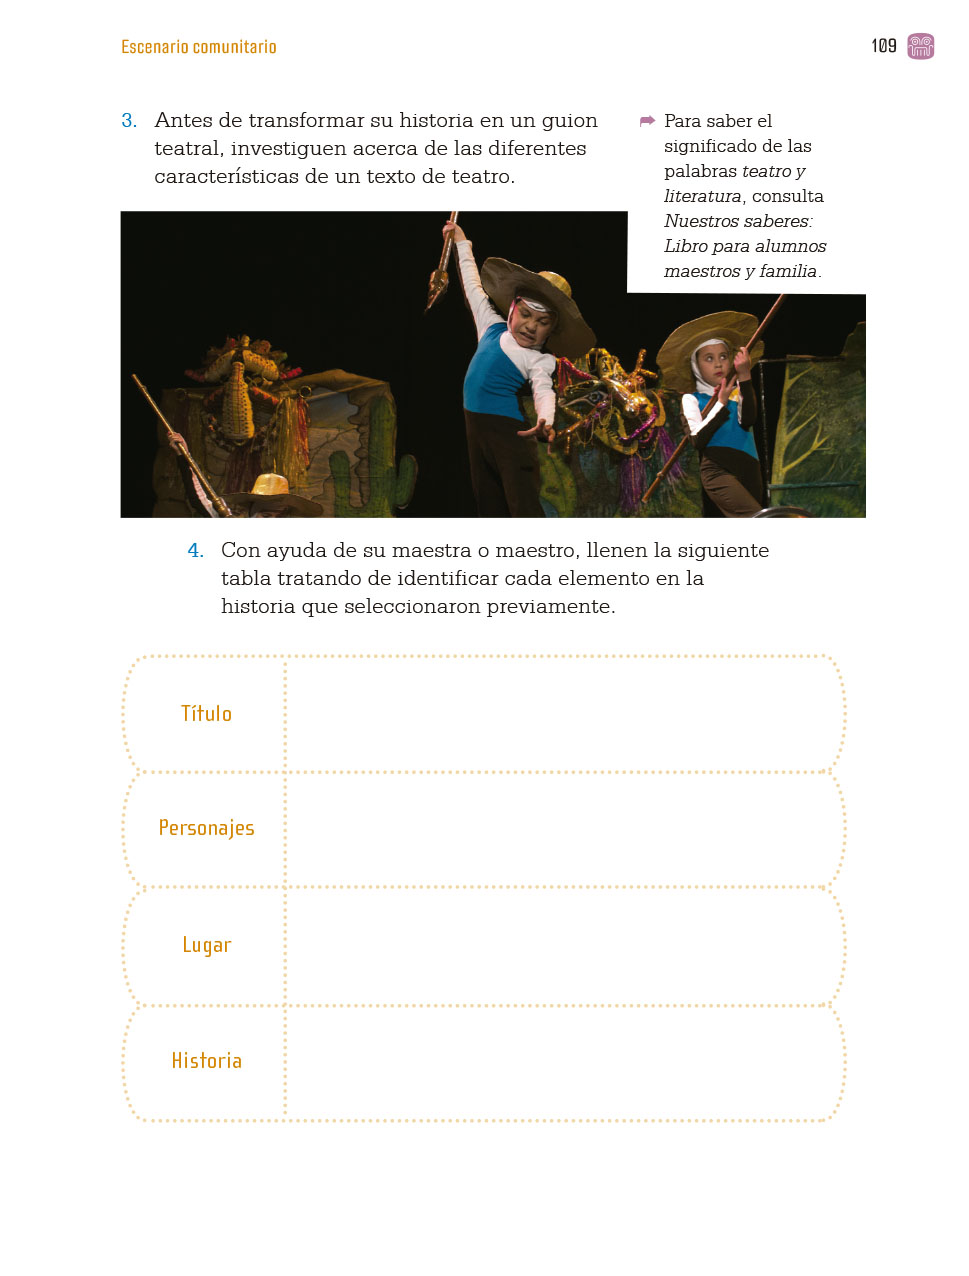 Escenario comunitario
109
3. Antes de transformar su historia en un guion
teatral, investiguen acerca de las diferentes
características de un texto de teatro.
Para saber el
significado de las
palabras teatro y
literatura, consulta
Nuestros saberes:
Libro para alumnos
maestros y familia.
4. Con ayuda de su maestra o maestro, llenen la siguiente
tabla tratando de identificar cada elemento en la
historia que seleccionaron previamente.
Título
Personajes
Lugar
Historia